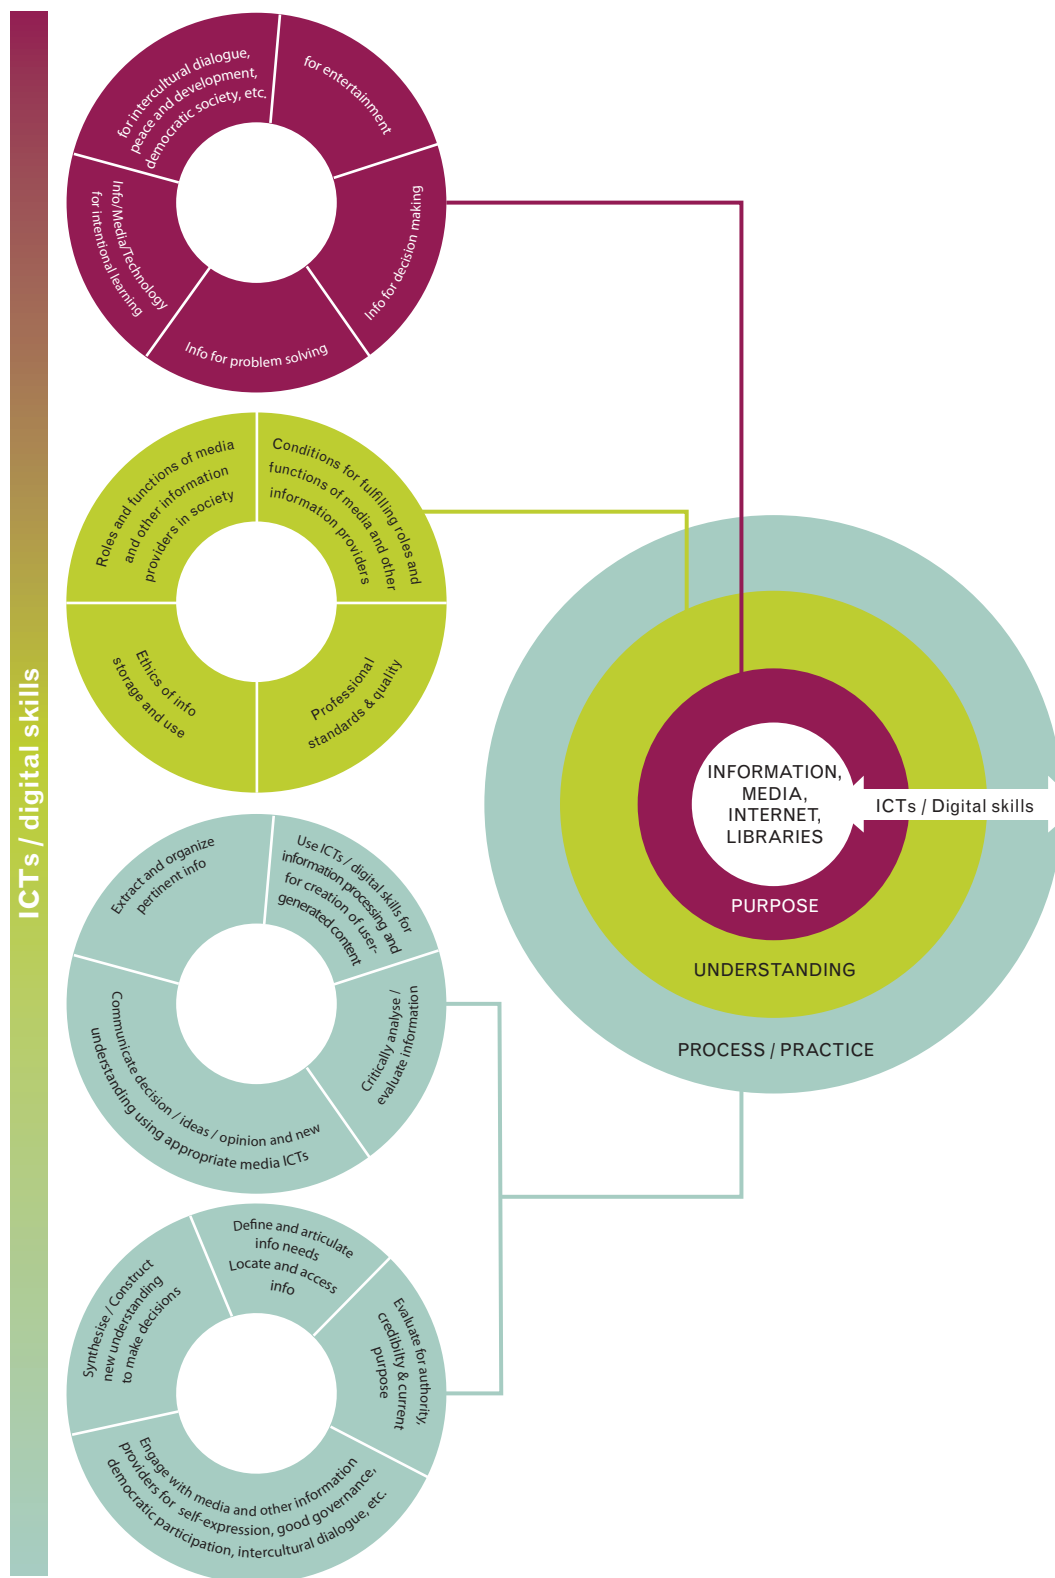 ICTs / digital skills
for intercultural dialogue,
peace and development,
democratic society, etc.
for entertainment
Info for decision making
Info for problem solving
Info/Media/Technology
for intentional learning
Roles and functions of media
and other information
providers in society
Conditions for fulfilling roles and
functions of media and other
information providers
Professional
standards & quality
Ethics of info
storage and use
Extract and organize
pertinent info
Use ICTs / digital skills for
information processing and
for creation of user-
generated content
Critically analyse /
evaluate information
Communicate decision / ideas / opinion and new
understanding using appropriate media ICTs
Synthesise / Construct
new understanding
to make decisions
Define and articulate
info needs
Locate and access
info
Evaluate for authority,
credibilty & current
purpose
Engage with media and other information
providers for self-expression, good governance,
democratic participation, intercultural dialogue, etc.
INFORMATION,
MEDIA,
INTERNET,
LIBRARIES
ICTs / Digital skills
PURPOSE
UNDERSTANDING
PROCESS / PRACTICE